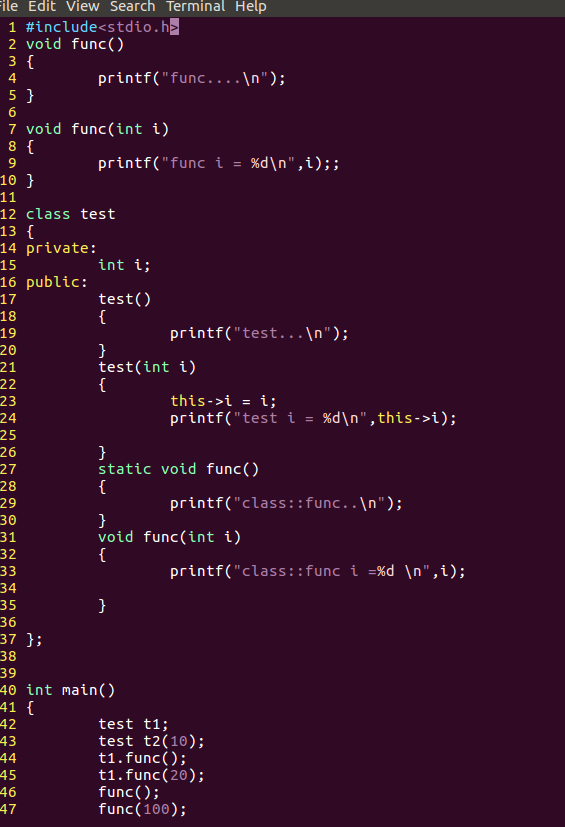 File Edit View Search Terminal Help
1 #include<stdio.h>
2 void func()
3 {
4         printf("func....\n");
5 }
6
7 void func(int i)
8 {
9         printf("func i = %d\n",i);;
10 }
11
12 class test
13 {
14 private:
15         int i;
16 public:
17         test()
18         {
19                 printf("test...\n");
20         }
21         test(int i)
22         {
23                 this->i = i;
24                 printf("test i = %d\n",this->i);
25
26         }
27         static void func()
28         {
29                 printf("class::func..\n");
30         }
31         void func(int i)
32         {
33                 printf("class::func i =%d \n",i);
34
35         }
36
37 };
38
39
40 int main()
41 {
42         test t1;
43         test t2(10);
44         t1.func();
45         t1.func(20);
46         func();
47         func(100);